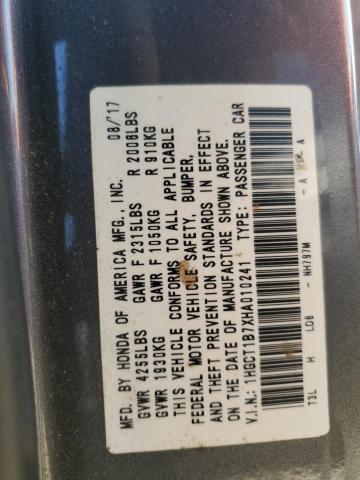 MFD. BY HONDA OF AMERICA MFG., INC. 08/'17
GVWR 4255LBS GAWR F 2315LBS R 2006LBS
GVWR 1930KG GAWR F 1050KG R 910KG
THIS VEHICLE CONFORMS TO ALL APPLICABLE
FEDERAL MOTOR VEHICLE SAFETY, BUMPER,
AND THEFT PREVENTION STANDARDS IN EFFECT
ON THE DATE OF MANUFACTURE SHOWN ABOVE.
V.I.N.: 1HGCT1B7XHA010241 TYPE: PASSENGER CAR
T3L H LD8 - NH797M - A A